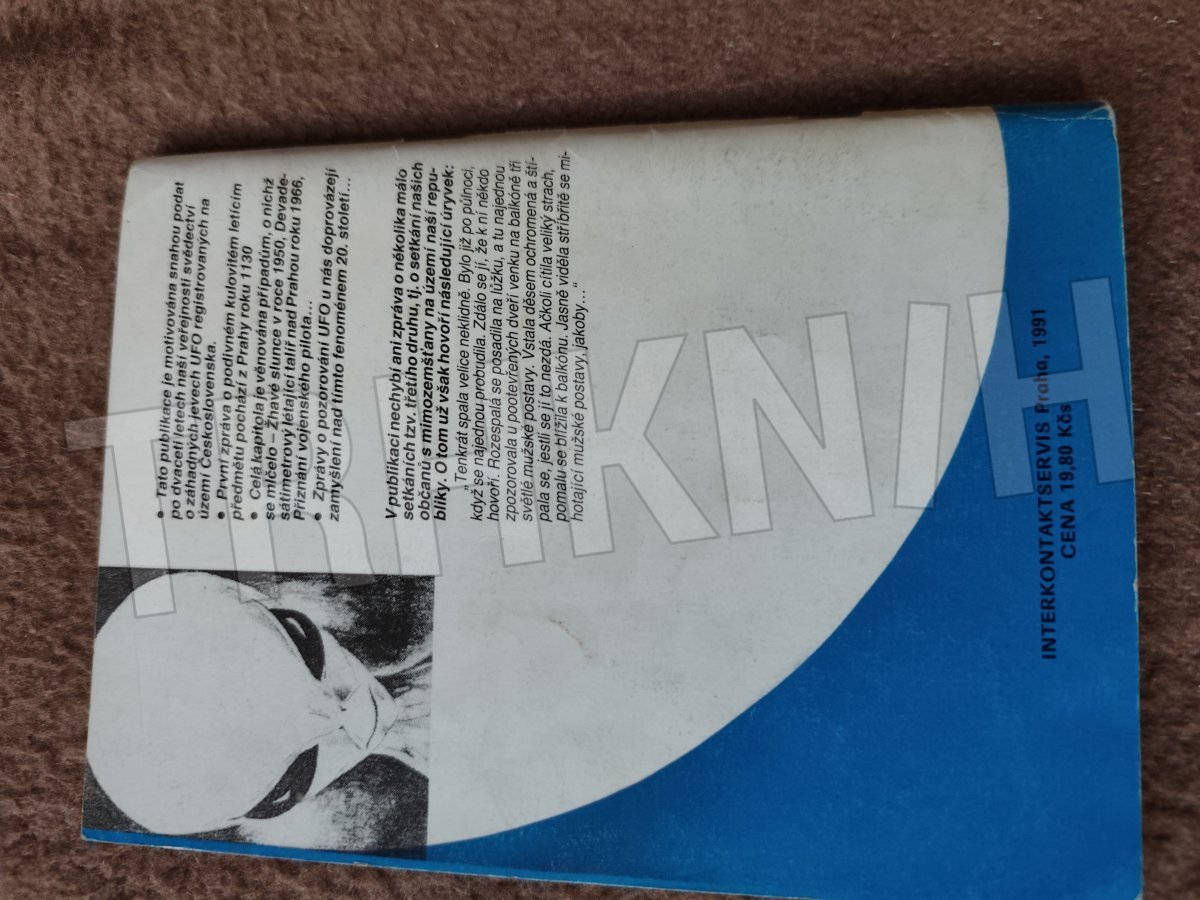 ● Tato publikace je motivována snahou podat
po dvaceti letech naší veřejnosti svědectví
o záhadných jevech UFO registrovaných na
území Československa.
● První zpráva o podivném kulovitém letícím
předmětu pochází z Prahy roku 1130
● Celá kapitola je věnována případům, o nichž
se mlčelo – Žhavé slunce v roce 1950, Devade-
sátimetrový létající talíř nad Prahou roku 1966,
Přiznání vojenského pilota...
● Zprávy o pozorování UFO u nás doprovázejí
zamyšlení nad tímto fenoménem 20. století...
V publikaci nechybí ani zpráva o několika málo
setkáních tzv. třetího druhu, tj. o setkání našich
občanů s mimozemšťany na území naší repu-
bliky. O tom už však hovoří následující úryvek:
„Tenkrát spala velice neklidně. Bylo již po půlnoci,
když se najednou probudila. Zdálo se jí, že k ní někdo
hovoří. Rozespalá se posadila na lůžku, a tu najednou
zpozorovala u pootevřených dveří venku na balkóně tři
světlé mužské postavy. Vstala děsem ochromená a ští-
pala se, jestli se jí to nezdá. Ačkoli cítila veliký strach,
pomalu se blížila k balkónu. Jasně viděla stříbřitě se mi-
hotající mužské postavy, jakoby...“
INTERKONTAKTSERVIS Praha, 1991
CENA 19,80 Kčs
TRHKNIH